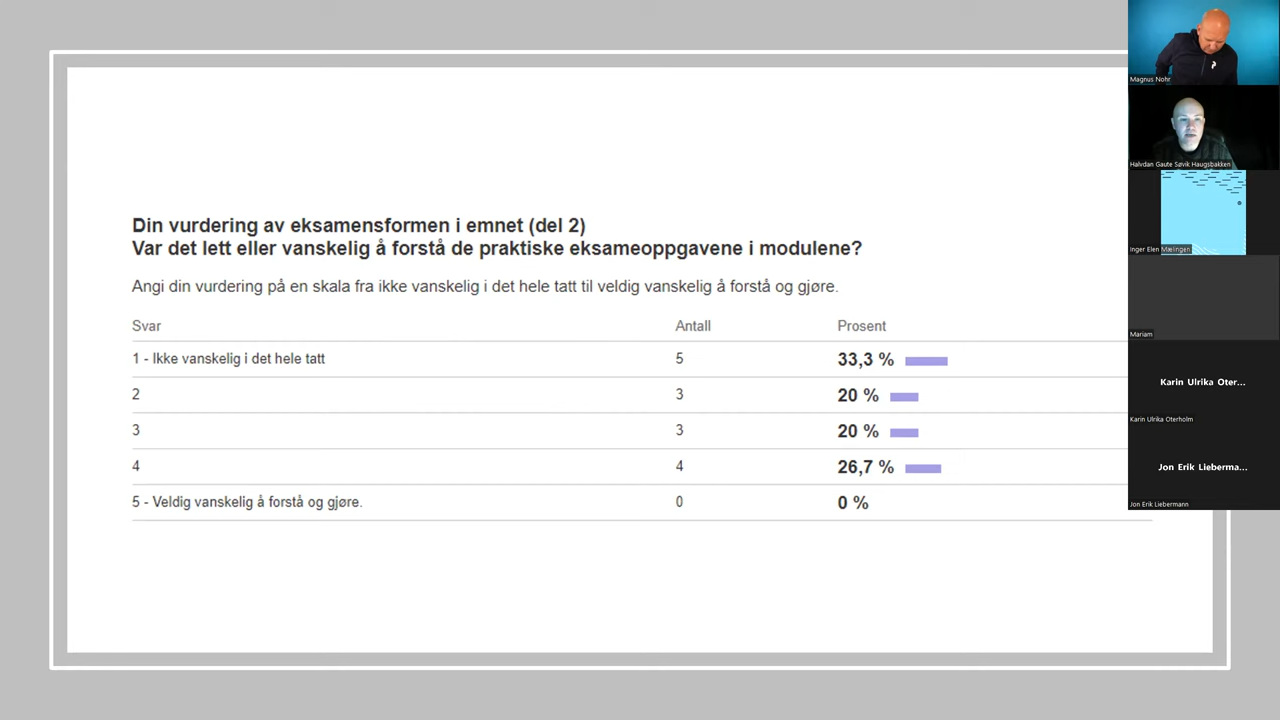 Din vurdering av eksamensformen i emnet (del 2)
Var det lett eller vanskelig å forstå de praktiske eksameoppgavene i modulene?
Angi din vurdering på en skala fra ikke vanskelig i det hele tatt til veldig vanskelig å forstå og gjøre.
Svar Antall Prosent
1 - Ikke vanskelig i det hele tatt 5 33,3 %
2 3 20 %
3 3 20 %
4 4 26,7 %
5 - Veldig vanskelig å forstå og gjøre. 0 0 %
Magnus Nohr
Halvdan Gaute Søvik Haugsbakken
Inger Elen Mælingen
Mariam
Karin Ulrika Oter...
Karin Ulrika Oterholm
Jon Erik Lieberma...
Jon Erik Liebermann